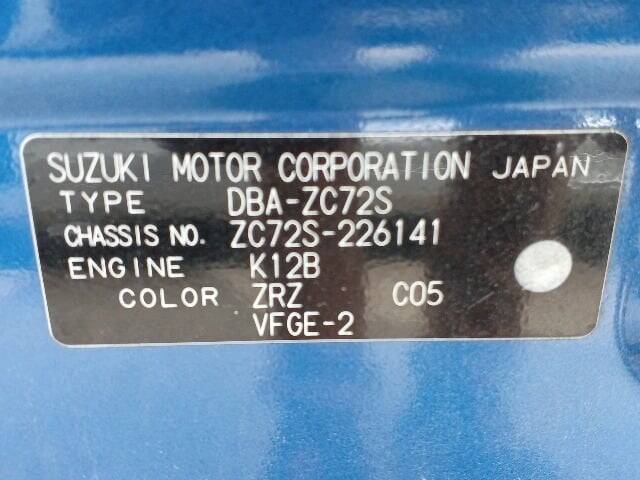 SUZUKI MOTOR CORPORATION JAPAN
TYPE DBA-ZC72S
CHASSIS NO. ZC72S-226141
ENGINE K12B
COLOR ZRZ C05
VFGE-2